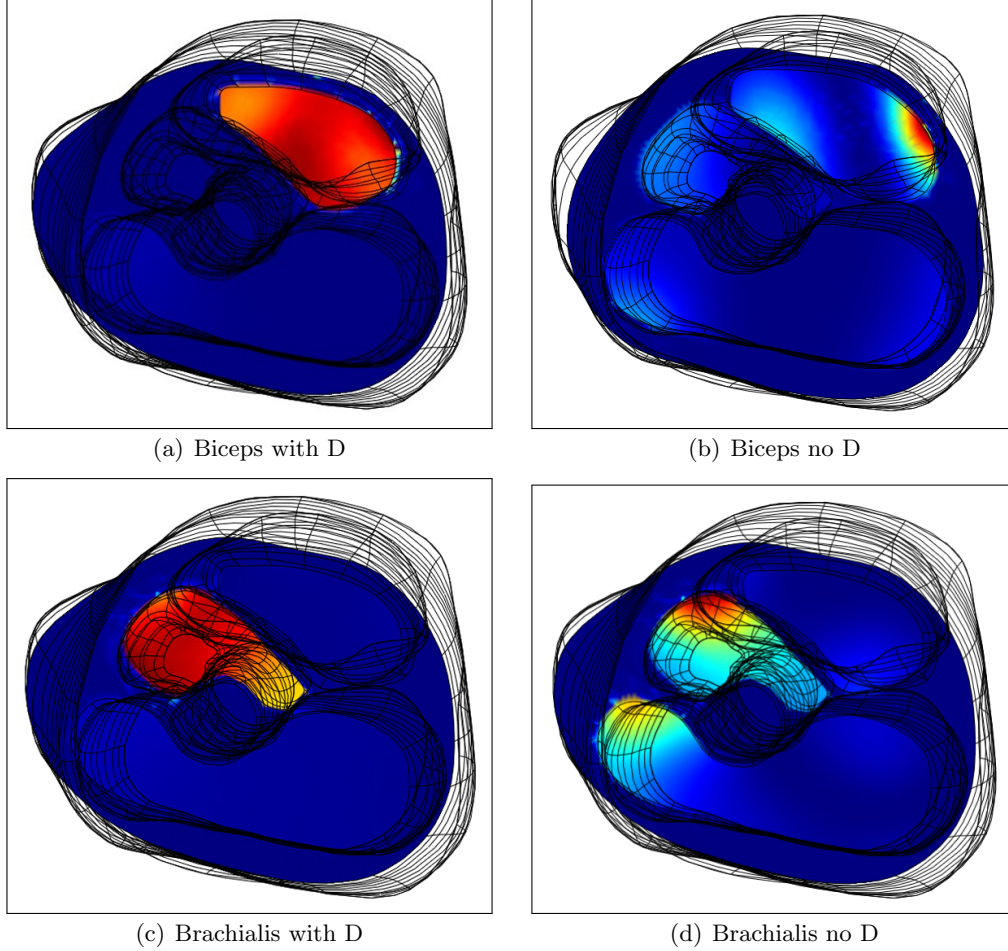 (a) Biceps with D
(b) Biceps no D
(c) Brachialis with D
(d) Brachialis no D